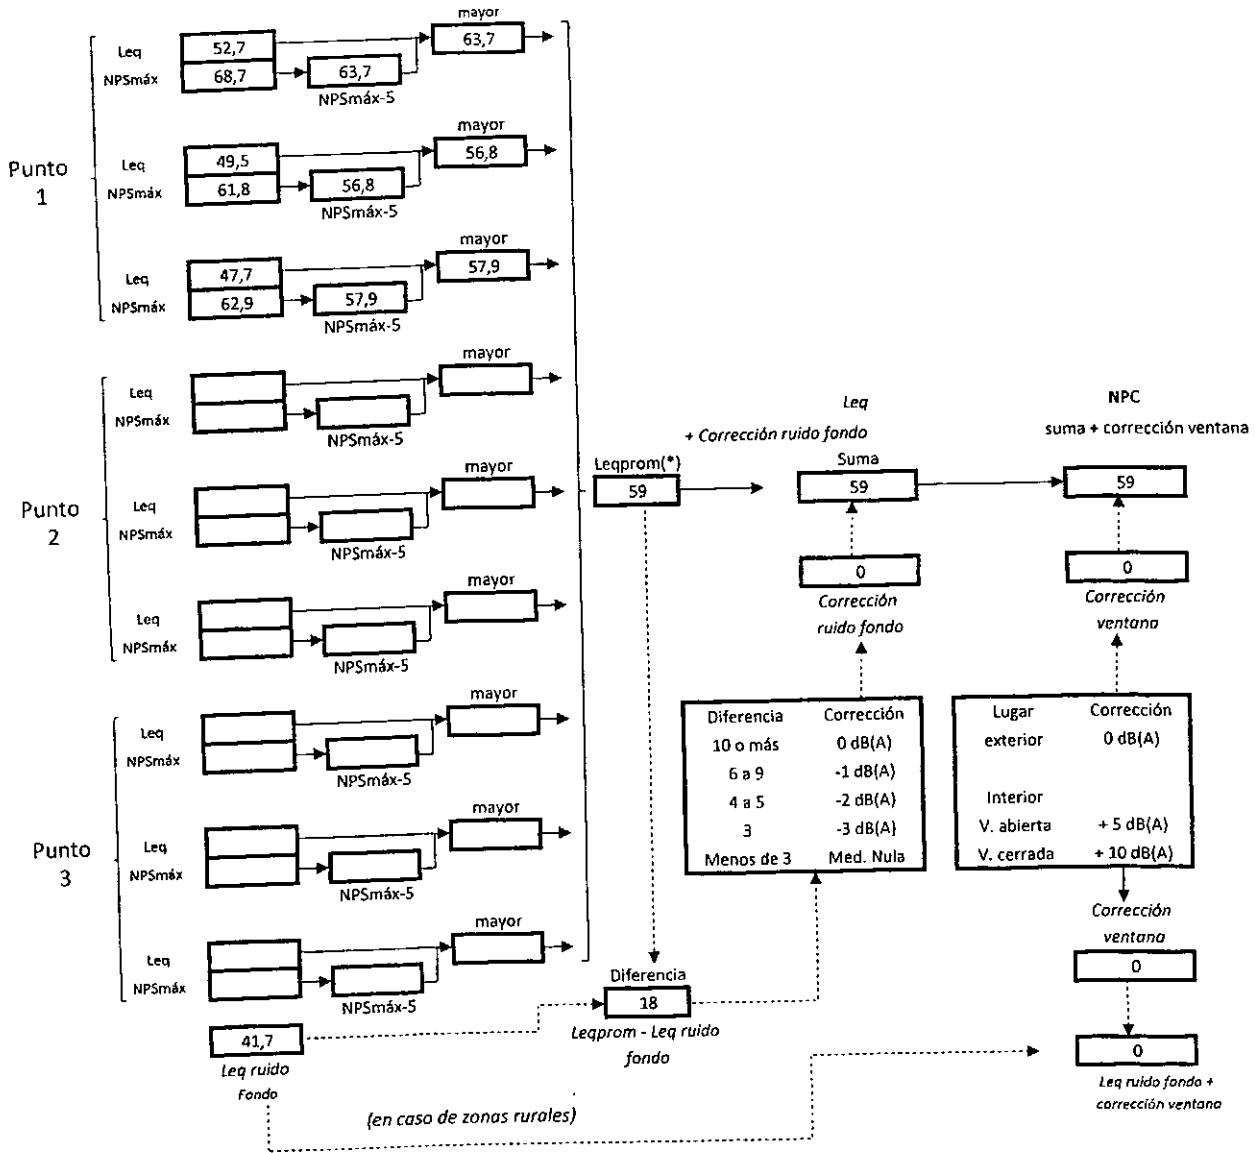 mayor
Leq 52,7 63,7
NPSmáx 68,7 63,7
NPSmáx-5
mayor
Punto 1
Leq 49,5 56,8
NPSmáx 61,8 56,8
NPSmáx-5
mayor
Leq 47,7 57,9
NPSmáx 62,9 57,9
NPSmáx-5
mayor
Leq
NPSmáx
NPSmáx-5
mayor
Punto 2
Leq
NPSmáx
NPSmáx-5
mayor
Leq
NPSmáx
NPSmáx-5
mayor
Leq
NPSmáx
NPSmáx-5
mayor
Punto 3
Leq
NPSmáx
NPSmáx-5
mayor
Leq
NPSmáx
NPSmáx-5
41,7
Leq ruido
Fondo
(en caso de zonas rurales)
Leqprom(*)
59
Diferencia
18
Leqprom - Leq ruido
fondo
Leq
+ Corrección ruido fondo
Suma
59
0
Corrección
ruido fondo
Diferencia Corrección
10 o más 0 dB(A)
6 a 9 -1 dB(A)
4 a 5 -2 dB(A)
3 -3 dB(A)
Menos de 3 Med. Nula
NPC
suma + corrección ventana
59
0
Corrección
ventana
Lugar Corrección
exterior 0 dB(A)
Interior
V. abierta + 5 dB(A)
V. cerrada + 10 dB(A)
Corrección
ventana
0
0
Leq ruido fondo +
corrección ventana